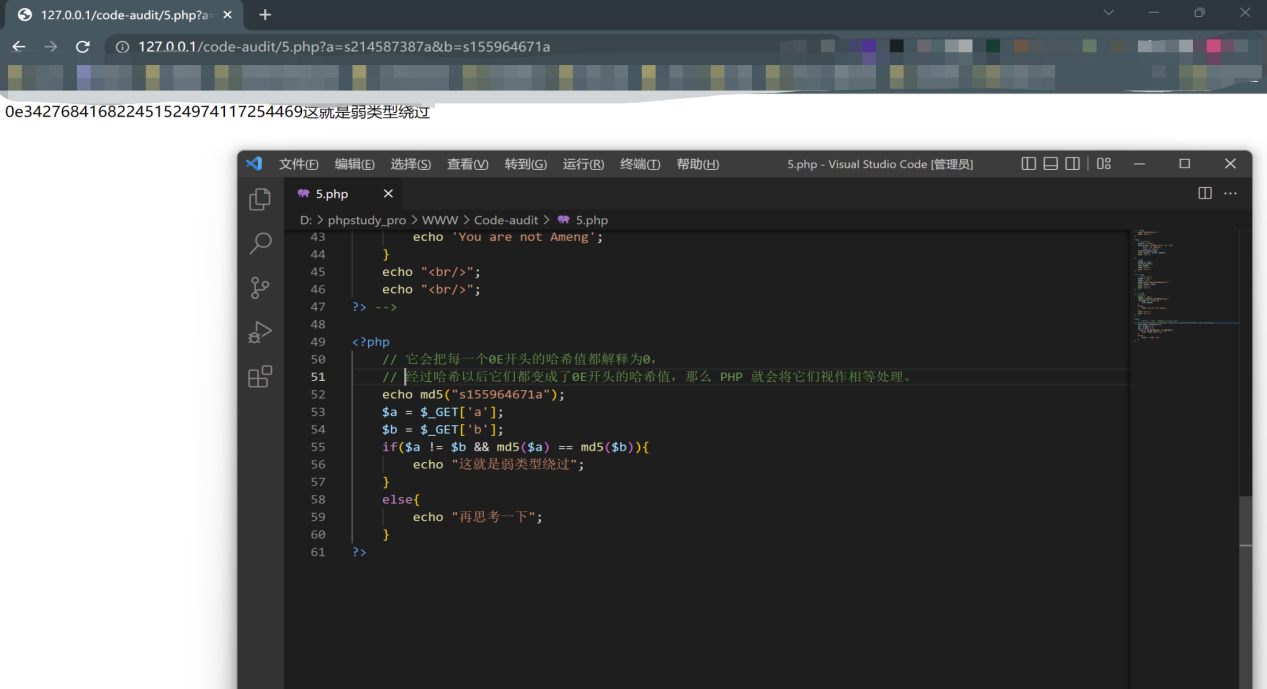 127.0.0.1/code-audit/5.php?a=
127.0.0.1/code-audit/5.php?a=s214587387a&b=s155964671a
0e342768416822451524974117254469这就是弱类型绕过
文件(F) 编辑(E) 选择(S) 查看(V) 转到(G) 运行(R) 终端(T) 帮助(H) 5.php - Visual Studio Code [管理员]
5.php
D: > phpstudy_pro > WWW > Code-audit > 5.php
43 echo 'You are not Ameng';
44 }
45 echo "<br/>";
46 echo "<br/>";
47 ?> -->
48
49 <?php
50 // 它会把每一个0E开头的哈希值都解释为0,
51 // 经过哈希以后它们都变成了0E开头的哈希值，那么 PHP 就会将它们视作相等处理。
52 echo md5("s155964671a");
53 $a = $_GET['a'];
54 $b = $_GET['b'];
55 if($a != $b && md5($a) == md5($b)){
56 echo "这就是弱类型绕过";
57 }
58 else{
59 echo "再思考一下";
60 }
61 ?>